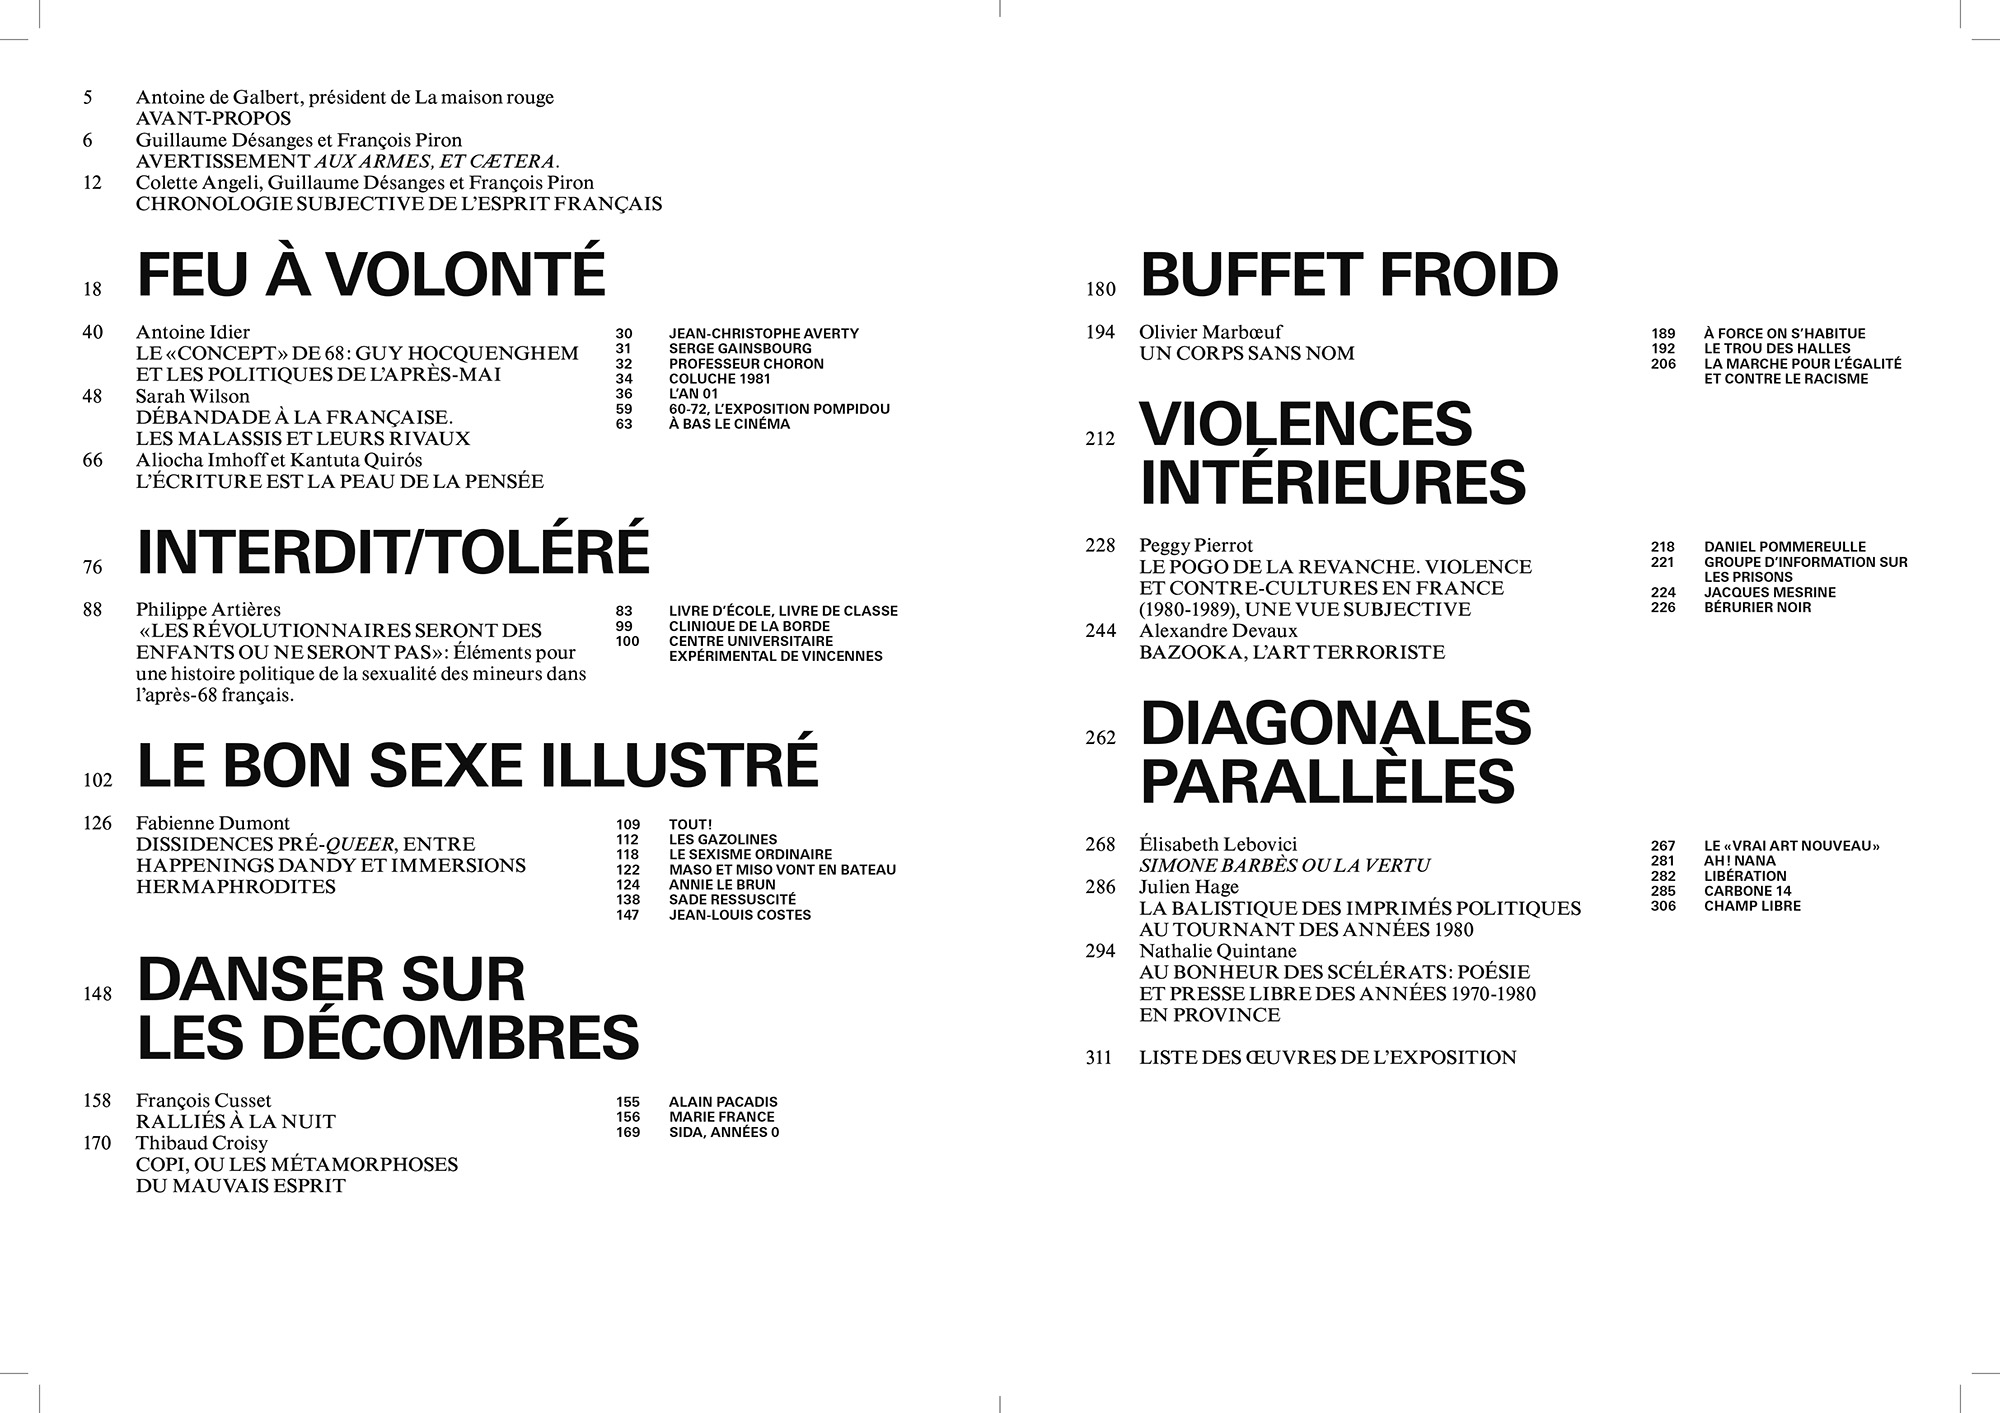 5 Antoine de Galbert, président de La maison rouge
AVANT-PROPOS
6 Guillaume Désanges et François Piron
AVERTISSEMENT AUX ARMES, ET CÆTERA.
12 Colette Angeli, Guillaume Désanges et François Piron
CHRONOLOGIE SUBJECTIVE DE L’ESPRIT FRANÇAIS
18 FEU À VOLONTÉ
40 Antoine Idier
LE «CONCEPT» DE 68 : GUY HOCQUENGHEM
ET LES POLITIQUES DE L’APRÈS-MAI
48 Sarah Wilson
DÉBANDADE À LA FRANÇAISE.
LES MALASSIS ET LEURS RIVAUX
66 Aliocha Imhoff et Kantuta Quirós
L’ÉCRITURE EST LA PEAU DE LA PENSÉE
30 JEAN-CHRISTOPHE AVERTY
31 SERGE GAINSBOURG
32 PROFESSEUR CHORON
34 COLUCHE 1981
36 L’AN 01
59 60-72, L’EXPOSITION POMPIDOU
63 À BAS LE CINÉMA
76 INTERDIT/TOLÉRÉ
88 Philippe Artières
«LES RÉVOLUTIONNAIRES SERONT DES
ENFANTS OU NE SERONT PAS» : Éléments pour
une histoire politique de la sexualité des mineurs dans
l’après-68 français.
83 LIVRE D’ÉCOLE, LIVRE DE CLASSE
99 CLINIQUE DE LA BORDE
100 CENTRE UNIVERSITAIRE
EXPÉRIMENTAL DE VINCENNES
102 LE BON SEXE ILLUSTRÉ
126 Fabienne Dumont
DISSIDENCES PRÉ-QUEER, ENTRE
HAPPENINGS DANDY ET IMMERSIONS
HERMAPHRODITES
109 TOUT !
112 LES GAZOLINES
118 LE SEXISME ORDINAIRE
122 MASO ET MISO VONT EN BATEAU
124 ANNIE LE BRUN
138 SADE RESSUSCITÉ
147 JEAN-LOUIS COSTES
148 DANSER SUR
LES DÉCOMBRES
158 François Cusset
RALLIÉS À LA NUIT
170 Thibaud Croisy
COPI, OU LES MÉTAMORPHOSES
DU MAUVAIS ESPRIT
155 ALAIN PACADIS
156 MARIE FRANCE
169 SIDA, ANNÉES 0
180 BUFFET FROID
194 Olivier Marbœuf
UN CORPS SANS NOM
189 À FORCE ON S’HABITUE
192 LE TROU DES HALLES
206 LA MARCHE POUR L’ÉGALITÉ
ET CONTRE LE RACISME
212 VIOLENCES
INTÉRIEURES
228 Peggy Pierrot
LE POGO DE LA REVANCHE. VIOLENCE
ET CONTRE-CULTURES EN FRANCE
(1980-1989), UNE VUE SUBJECTIVE
244 Alexandre Devaux
BAZOOKA, L’ART TERRORISTE
218 DANIEL POMMEREULLE
221 GROUPE D’INFORMATION SUR
LES PRISONS
224 JACQUES MESRINE
226 BÉRURIER NOIR
262 DIAGONALES
PARALLÈLES
268 Élisabeth Lebovici
SIMONE BARBÈS OU LA VERTU
286 Julien Hage
LA BALISTIQUE DES IMPRIMÉS POLITIQUES
AU TOURNANT DES ANNÉES 1980
294 Nathalie Quintane
AU BONHEUR DES SCÉLÉRATS : POÉSIE
ET PRESSE LIBRE DES ANNÉES 1970-1980
EN PROVINCE
267 LE «VRAI ART NOUVEAU»
281 AH ! NANA
282 LIBÉRATION
285 CARBONE 14
306 CHAMP LIBRE
311 LISTE DES ŒUVRES DE L’EXPOSITION